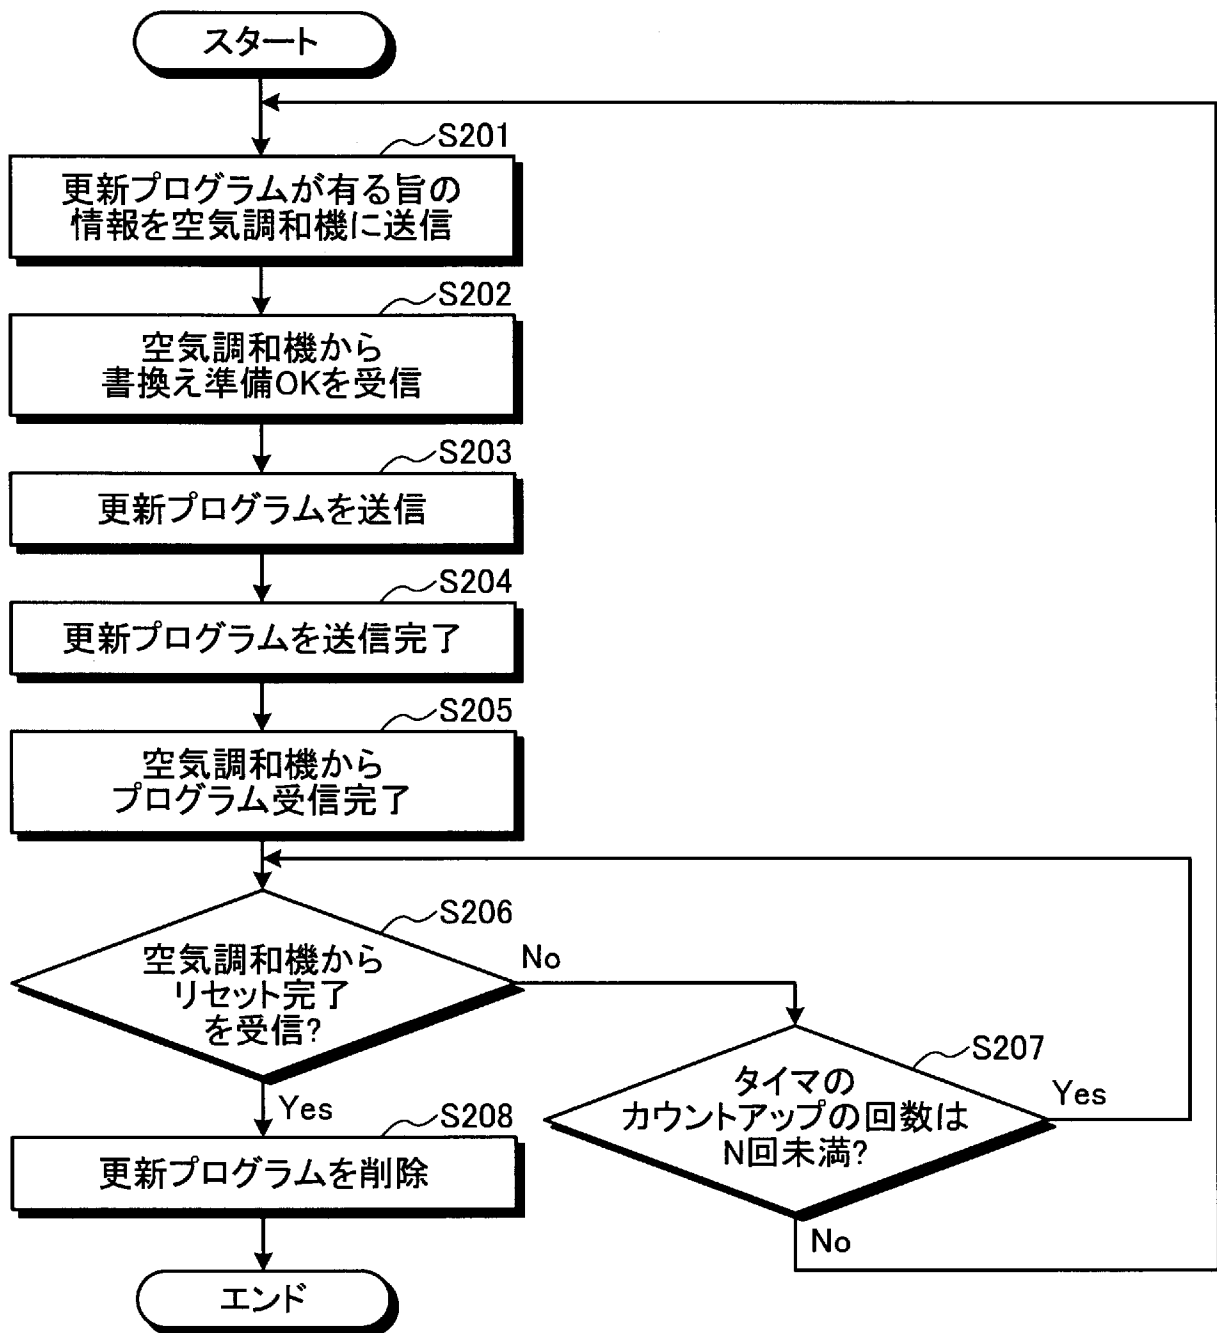 スタート
S201
更新プログラムが有る旨の
情報を空気調和機に送信
S202
空気調和機から
書換え準備OKを受信
S203
更新プログラムを送信
S204
更新プログラムを送信完了
S205
空気調和機から
プログラム受信完了
S206
空気調和機から
リセット完了
を受信?
No
S207
タイマの
カウントアップの回数は
N回未満?
Yes
No
Yes
S208
更新プログラムを削除
エンド